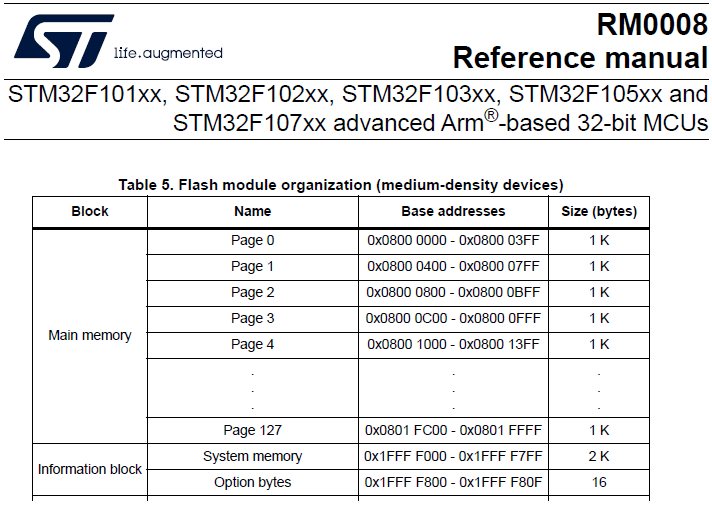 ST
life.augmented
RM0008
Reference manual
STM32F101xx, STM32F102xx, STM32F103xx, STM32F105xx and
STM32F107xx advanced Arm®-based 32-bit MCUs
Table 5. Flash module organization (medium-density devices)
Block Name Base addresses Size (bytes)
Main memory
Page 0 0x0800 0000 - 0x0800 03FF 1 K
Page 1 0x0800 0400 - 0x0800 07FF 1 K
Page 2 0x0800 0800 - 0x0800 0BFF 1 K
Page 3 0x0800 0C00 - 0x0800 0FFF 1 K
Page 4 0x0800 1000 - 0x0800 13FF 1 K
. . .
. . .
. . .
Page 127 0x0801 FC00 - 0x0801 FFFF 1 K
Information block
System memory 0x1FFF F000 - 0x1FFF F7FF 2 K
Option bytes 0x1FFF F800 - 0x1FFF F80F 16